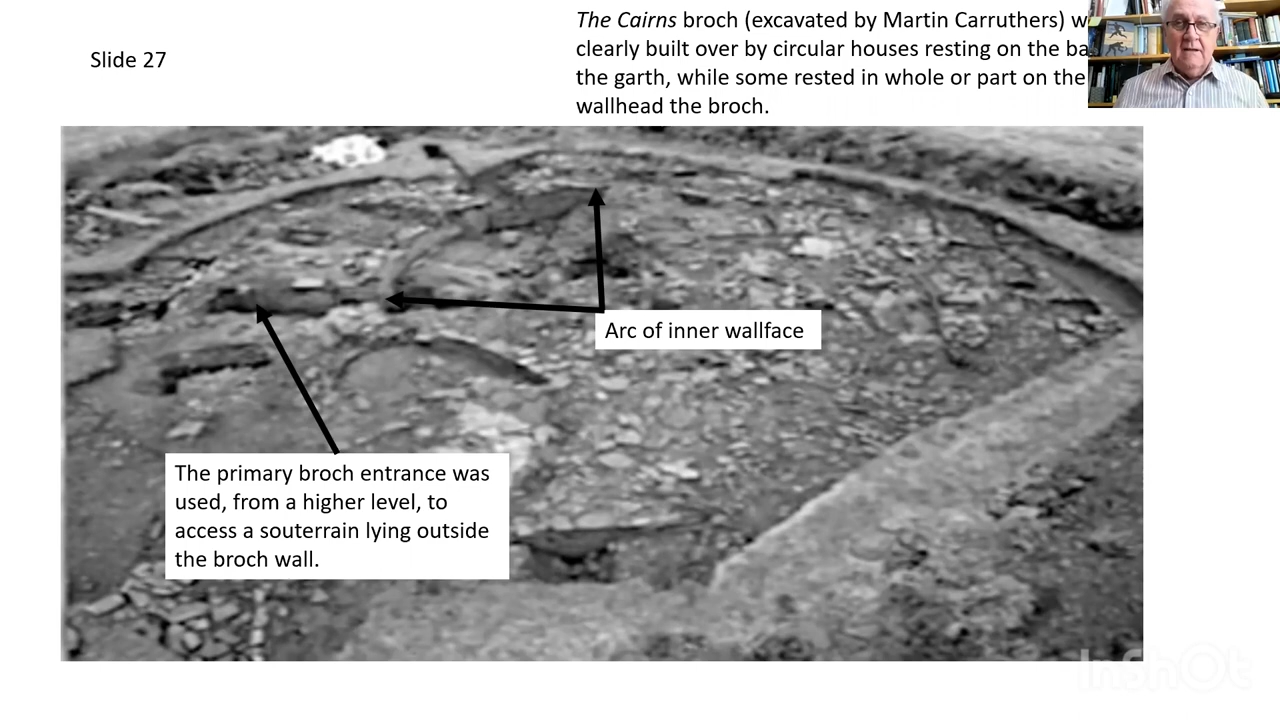 Slide 27
The Cairns broch (excavated by Martin Carruthers) w
clearly built over by circular houses resting on the ba
the garth, while some rested in whole or part on the
wallhead the broch.
Arc of inner wallface
The primary broch entrance was
used, from a higher level, to
access a souterrain lying outside
the broch wall.
InShOt